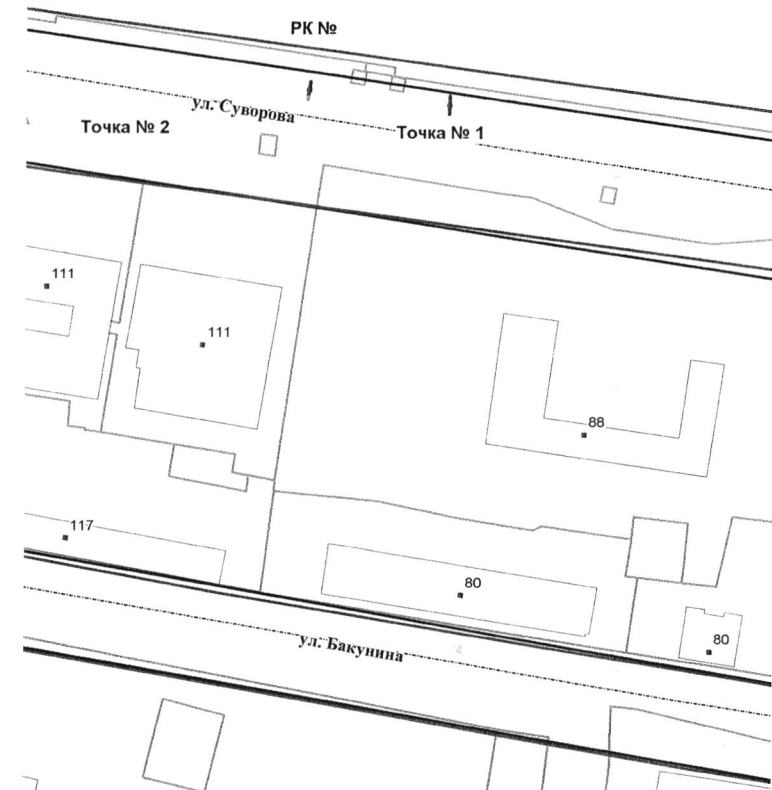 РК №
ул. Суворова
Точка № 2
Точка № 1
111
111
88
117
80
80
ул. Бакунина